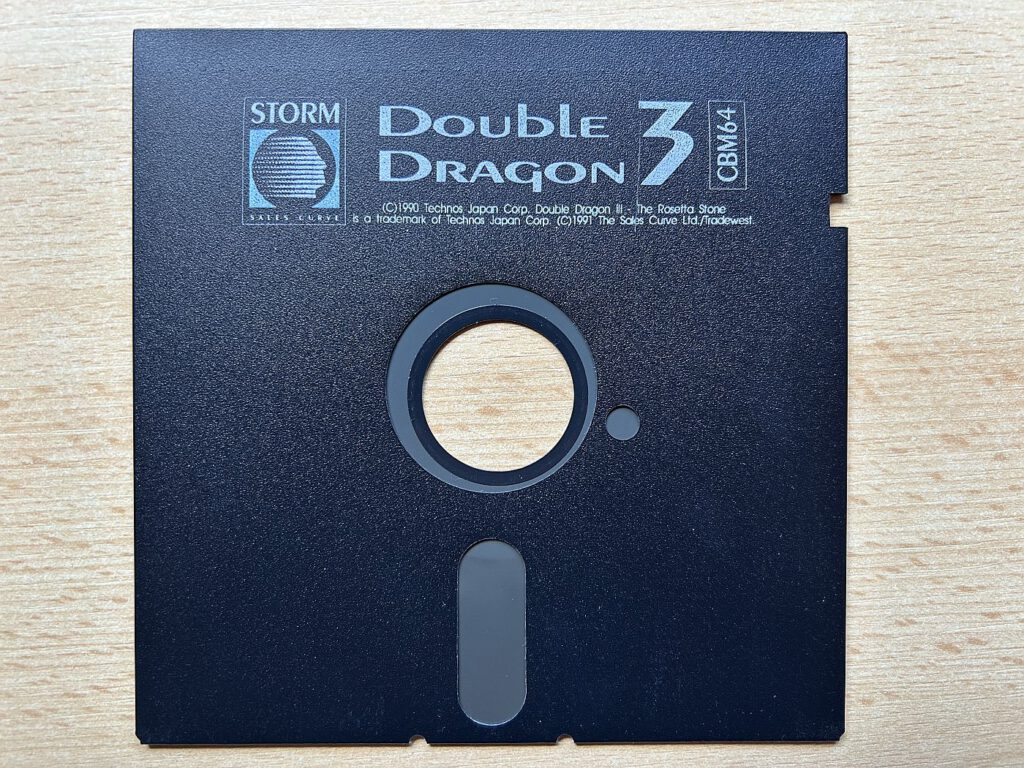 STORM
SALES CURVE
Double
Dragon 3
CBM64
(C)1990 Technos Japan Corp. Double Dragon III - The Rosetta Stone
is a trademark of Technos Japan Corp. (C)1991 The Sales Curve Ltd./Tradewest.